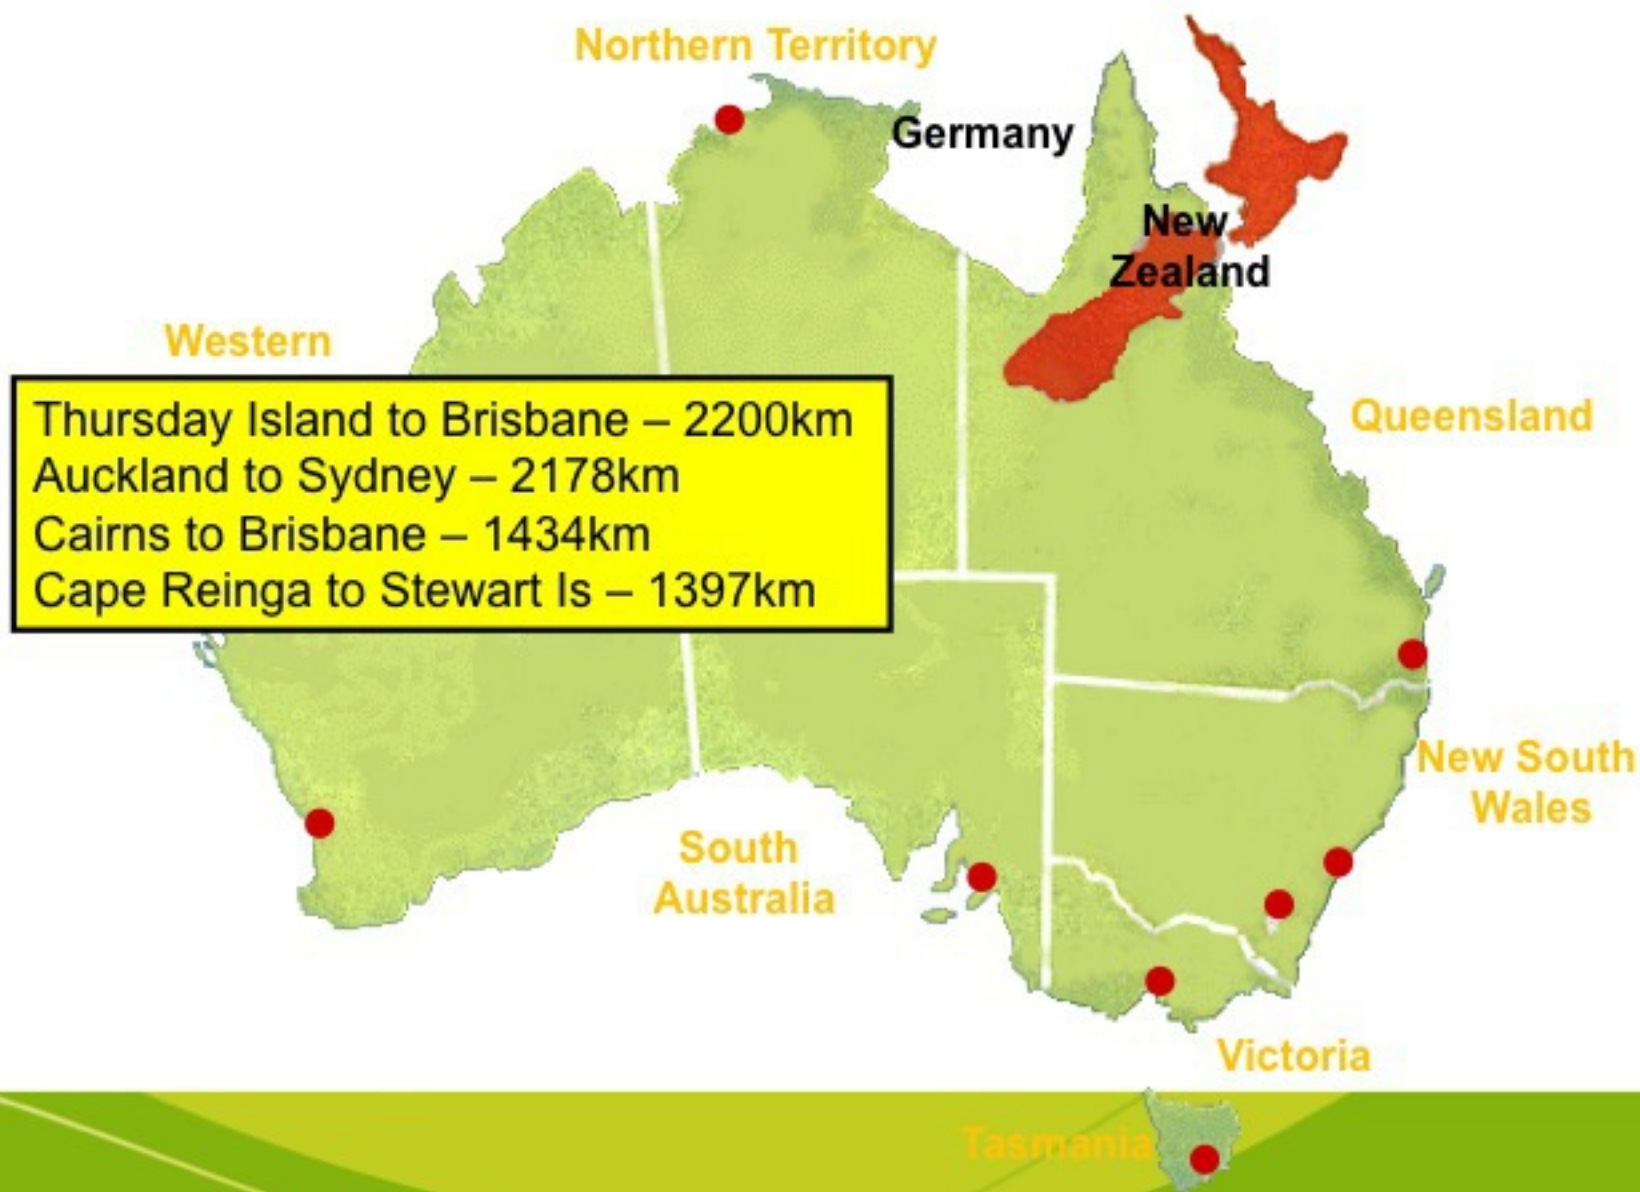 Northern Territory
Germany
New
Zealand
Western
Thursday Island to Brisbane – 2200km
Auckland to Sydney – 2178km
Cairns to Brisbane – 1434km
Cape Reinga to Stewart Is – 1397km
Queensland
New South
Wales
South
Australia
Victoria
Tasmania